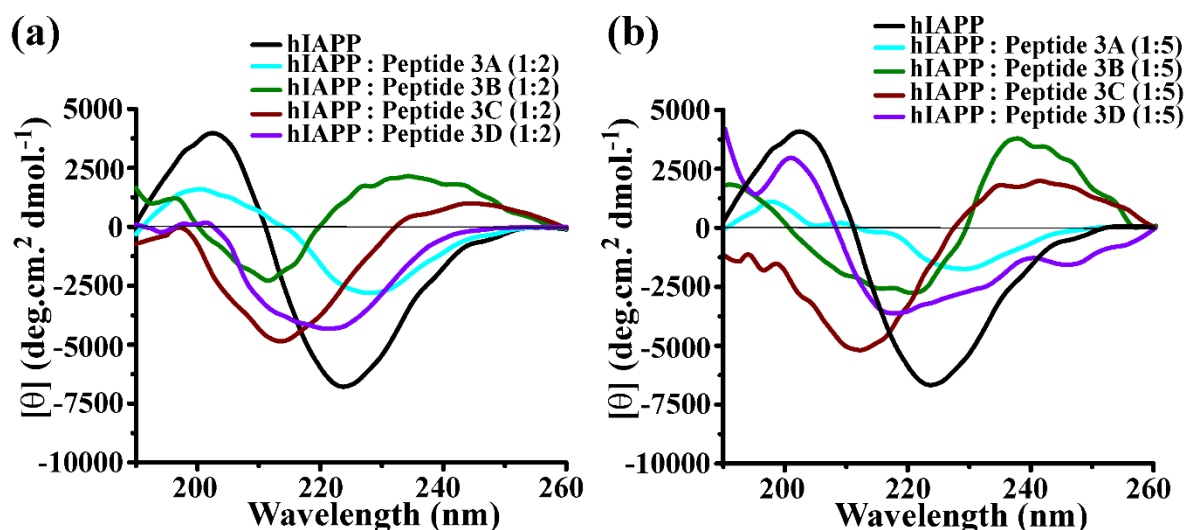 (a)
hIAPP
hIAPP : Peptide 3A (1:2)
hIAPP : Peptide 3B (1:2)
hIAPP : Peptide 3C (1:2)
hIAPP : Peptide 3D (1:2)
[θ] (deg.cm.² dmol.⁻¹)
5000
2500
0
-2500
-5000
-7500
-10000
200
220
240
260
Wavelength (nm)
(b)
hIAPP
hIAPP : Peptide 3A (1:5)
hIAPP : Peptide 3B (1:5)
hIAPP : Peptide 3C (1:5)
hIAPP : Peptide 3D (1:5)
[θ] (deg.cm.² dmol.⁻¹)
5000
2500
0
-2500
-5000
-7500
-10000
200
220
240
260
Wavelength (nm)